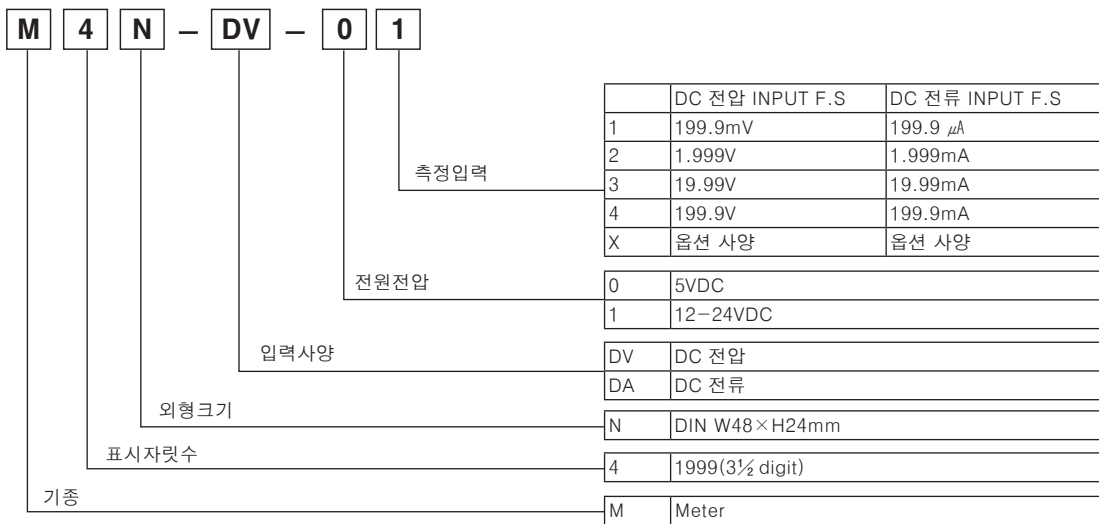 M 4 N - DV - 0 1
DC 전압 INPUT F.S DC 전류 INPUT F.S
1 199.9mV 199.9 ㎂
2 1.999V 1.999mA
3 19.99V 19.99mA
4 199.9V 199.9mA
X 옵션 사양 옵션 사양
측정입력
전원전압
0 5VDC
1 12-24VDC
입력사양
DV DC 전압
DA DC 전류
외형크기
N DIN W48×H24mm
표시자릿수
4 1999(3½ digit)
기종
M Meter